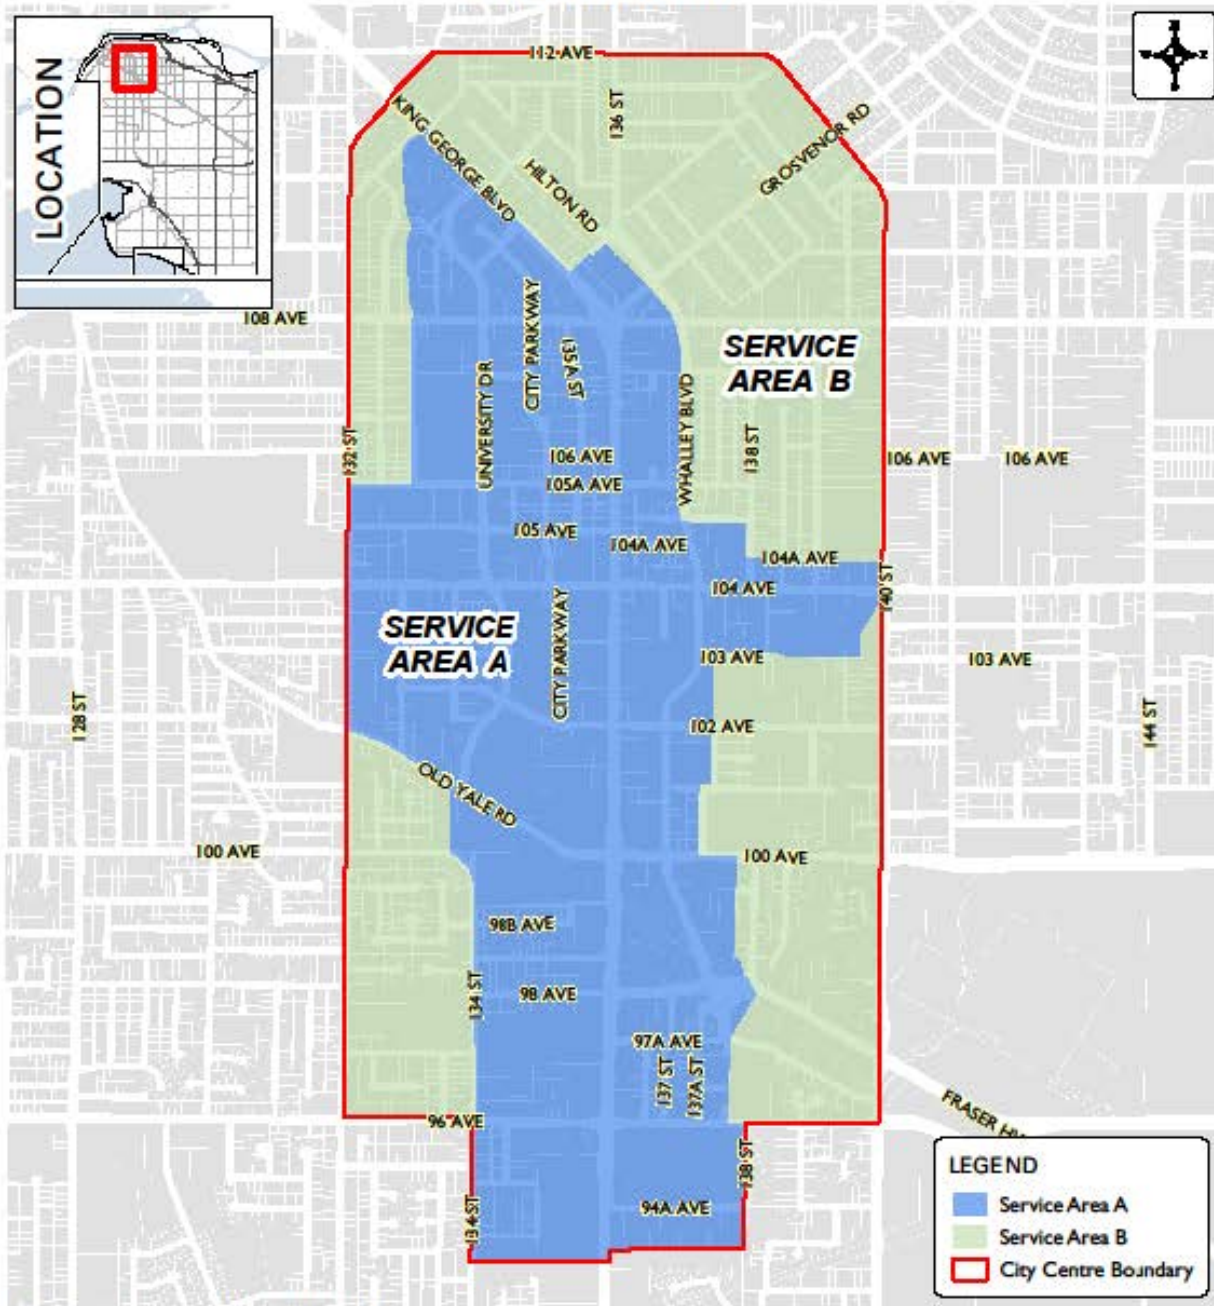 LOCATION
112 AVE
KING GEORGE BLVD
HILTON RD
136 ST
GROSVENOR RD
108 AVE
CITY PARKWAY
135A ST
UNIVERSITY DR
WHALLEY BLVD
SERVICE
AREA B
132 ST
138 ST
106 AVE
106 AVE
106 AVE
105A AVE
105 AVE
104A AVE
104A AVE
104 AVE
140 ST
SERVICE
AREA A
CITY PARKWAY
103 AVE
103 AVE
128 ST
102 AVE
144 ST
OLD YALE RD
100 AVE
100 AVE
98B AVE
134 ST
98 AVE
97A AVE
137 ST
137A ST
96 AVE
FRASER
138 ST
134 ST
94A AVE
LEGEND
Service Area A
Service Area B
City Centre Boundary